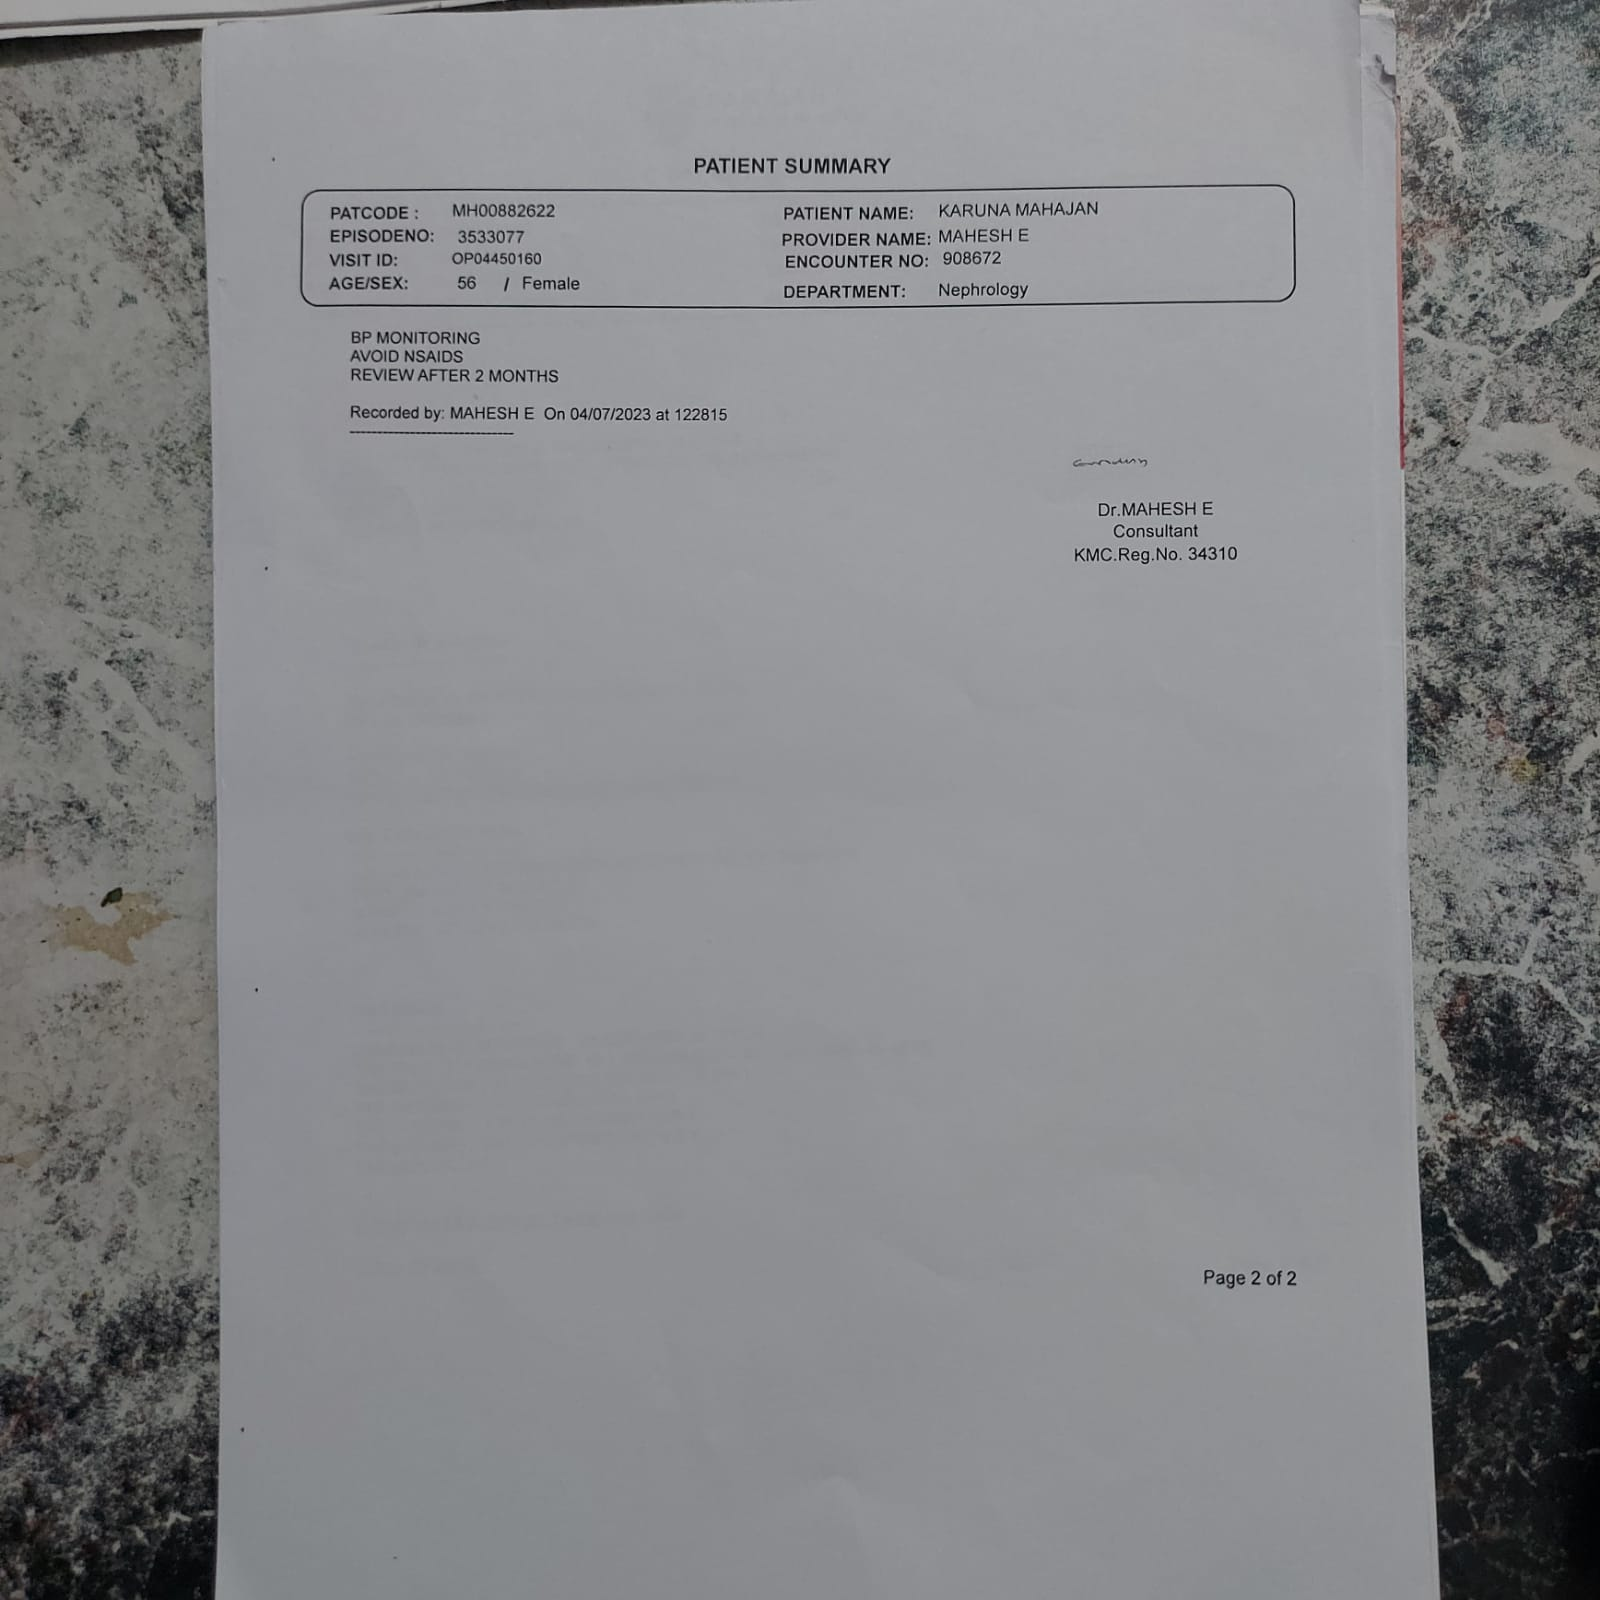 PATIENT SUMMARY
PATCODE : MH00882622 PATIENT NAME: KARUNA MAHAJAN
EPISODENO: 3533077 PROVIDER NAME: MAHESH E
VISIT ID: OP04450160 ENCOUNTER NO: 908672
AGE/SEX: 56 / Female DEPARTMENT: Nephrology
BP MONITORING
AVOID NSAIDS
REVIEW AFTER 2 MONTHS
Recorded by: MAHESH E On 04/07/2023 at 122815
------------------------------
Dr.MAHESH E
Consultant
KMC.Reg.No. 34310
Page 2 of 2